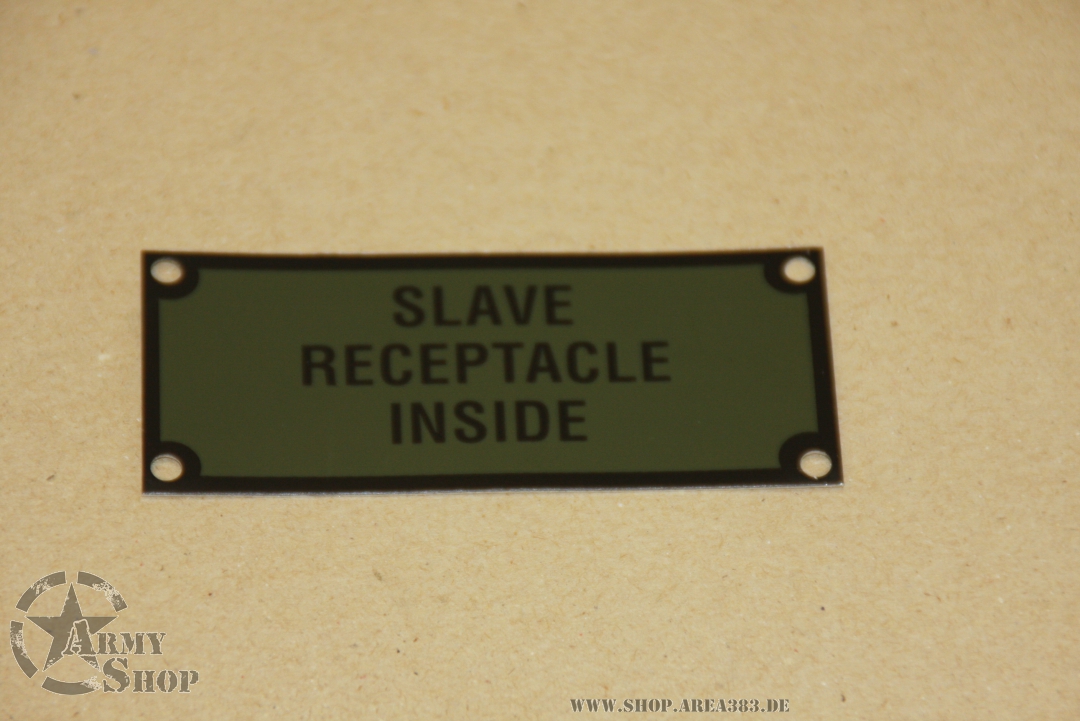 SLAVE
RECEPTACLE
INSIDE
ARMY
SHOP
WWW.SHOP.AREA383.DE